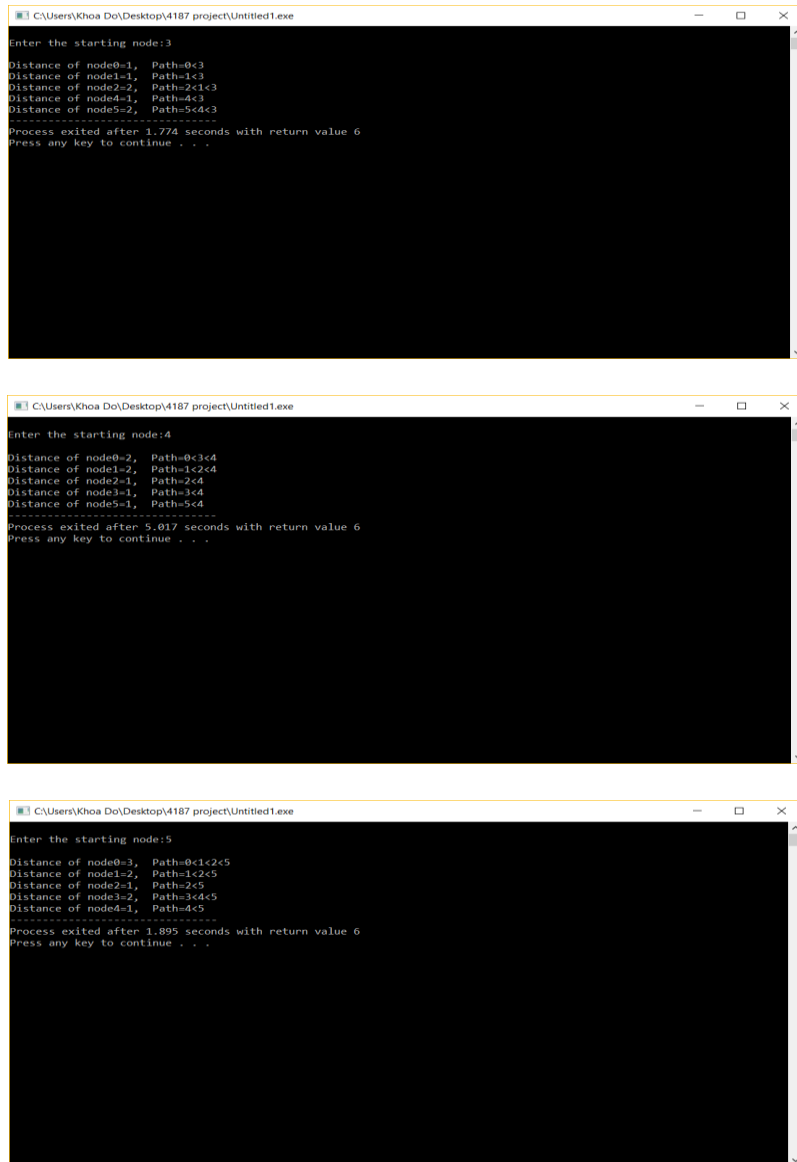 C:\Users\Khoa Do\Desktop\4187 project\Untitled1.exe
Enter the starting node:3
Distance of node0=1, Path=0<3
Distance of node1=1, Path=1<3
Distance of node2=2, Path=2<1<3
Distance of node4=1, Path=4<3
Distance of node5=2, Path=5<4<3
--------------------------------
Process exited after 1.774 seconds with return value 6
Press any key to continue . . .
C:\Users\Khoa Do\Desktop\4187 project\Untitled1.exe
Enter the starting node:4
Distance of node0=2, Path=0<3<4
Distance of node1=2, Path=1<2<4
Distance of node2=1, Path=2<4
Distance of node3=1, Path=3<4
Distance of node5=1, Path=5<4
--------------------------------
Process exited after 5.017 seconds with return value 6
Press any key to continue . . .
C:\Users\Khoa Do\Desktop\4187 project\Untitled1.exe
Enter the starting node:5
Distance of node0=3, Path=0<1<2<5
Distance of node1=2, Path=1<2<5
Distance of node2=1, Path=2<5
Distance of node3=2, Path=3<4<5
Distance of node4=1, Path=4<5
--------------------------------
Process exited after 1.895 seconds with return value 6
Press any key to continue . . .